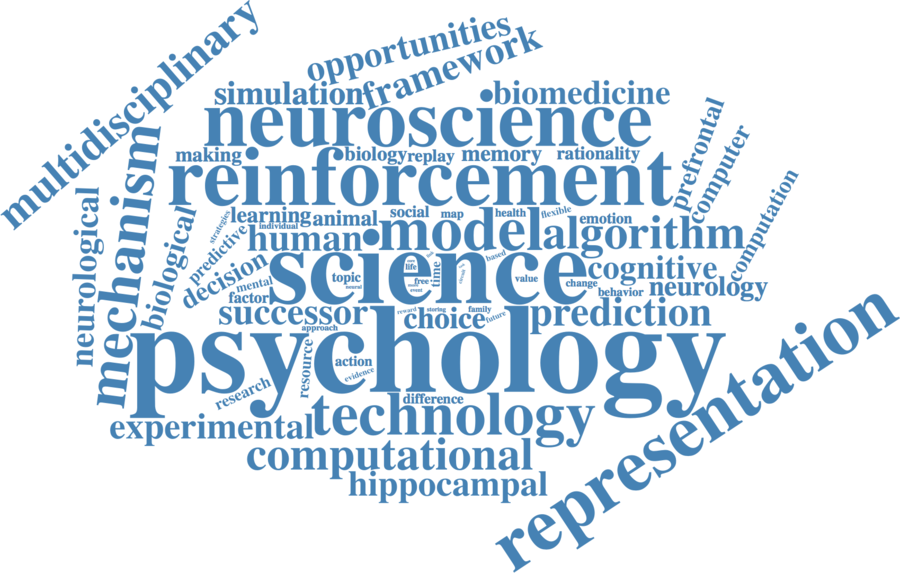 multidisciplinary
opportunities
framework
simulation
biomedicine
neuroscience
making
biology
replay
memory
rationality
prefrontal
computer
reinforcement
mechanism
neurological
biological
strategies
learning
individual
animal
social
map
health
flexible
emotion
computation
predictive
human
model
algorithm
decision
mental
factor
science
topic
neural
life
free
event
time
based
value
cognitive
change
behavior
neurology
successor
approach
reward
storing
family
choice
future
prediction
psychology
resource
action
evidence
research
difference
experimental
technology
representation
computational
hippocampal